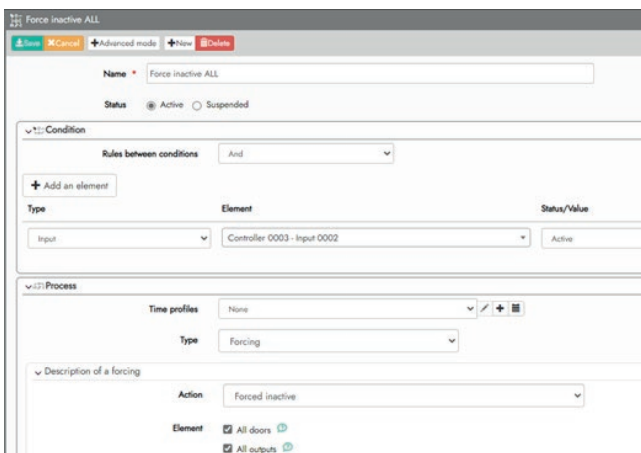 Force inactive ALL
Save Cancel +Advanced mode +New Delete
Name * Force inactive ALL
Status Active Suspended
Condition
Rules between conditions And
+ Add an element
Type Element Status/Value
Input Controller 0003 - Input 0002 Active
Process
Time profiles None
Type Forcing
Description of a forcing
Action Forced inactive
Element All doors
All outputs